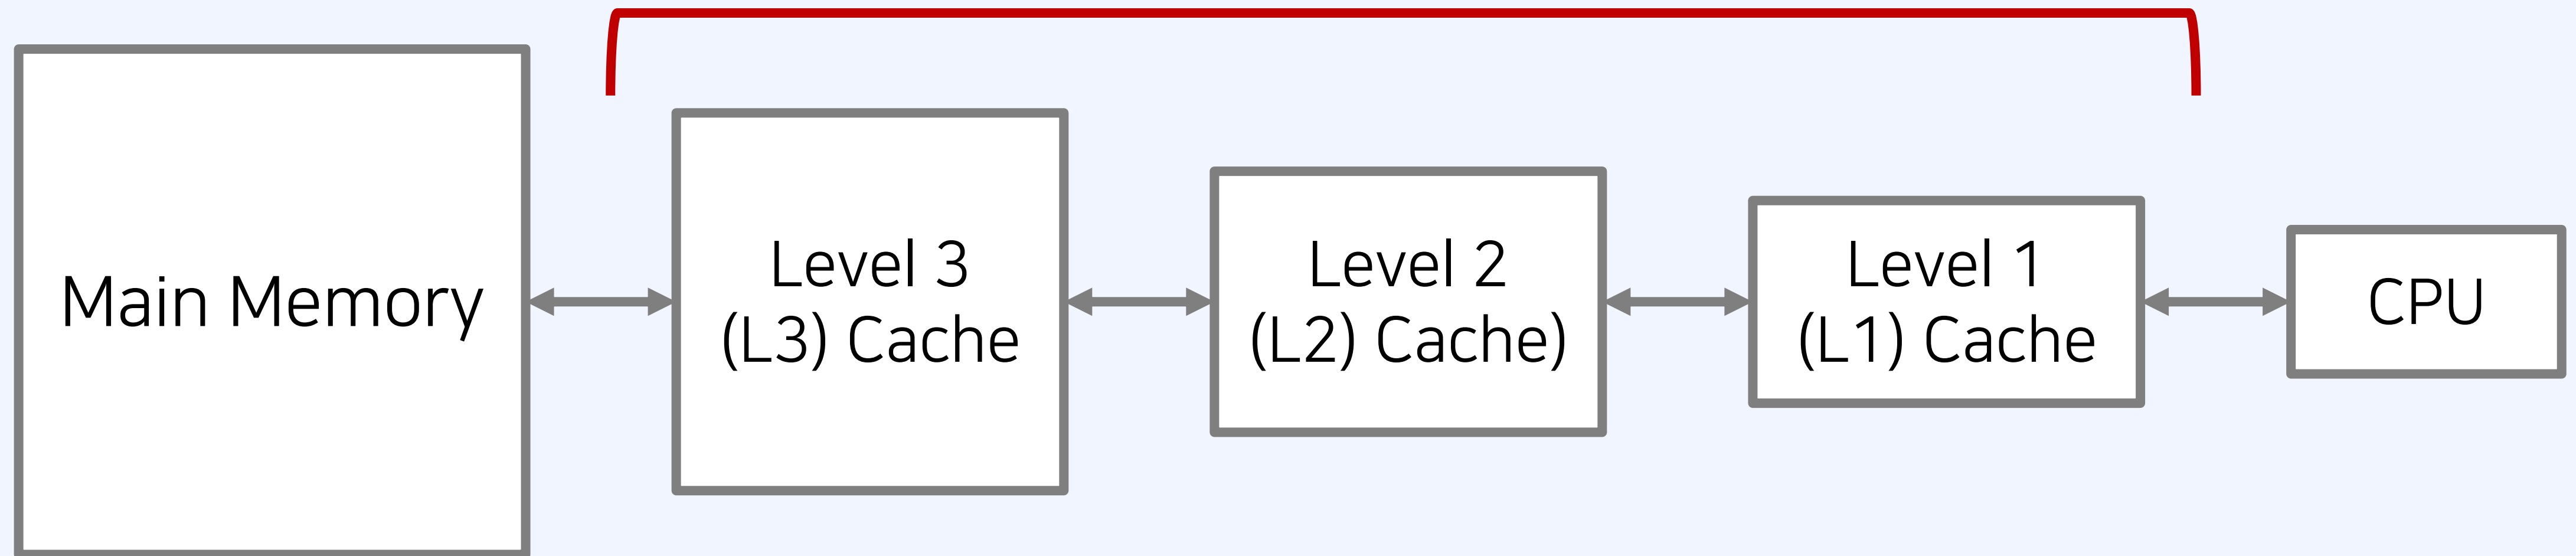 Main Memory
Level 3
(L3) Cache
Level 2
(L2) Cache)
Level 1
(L1) Cache
CPU